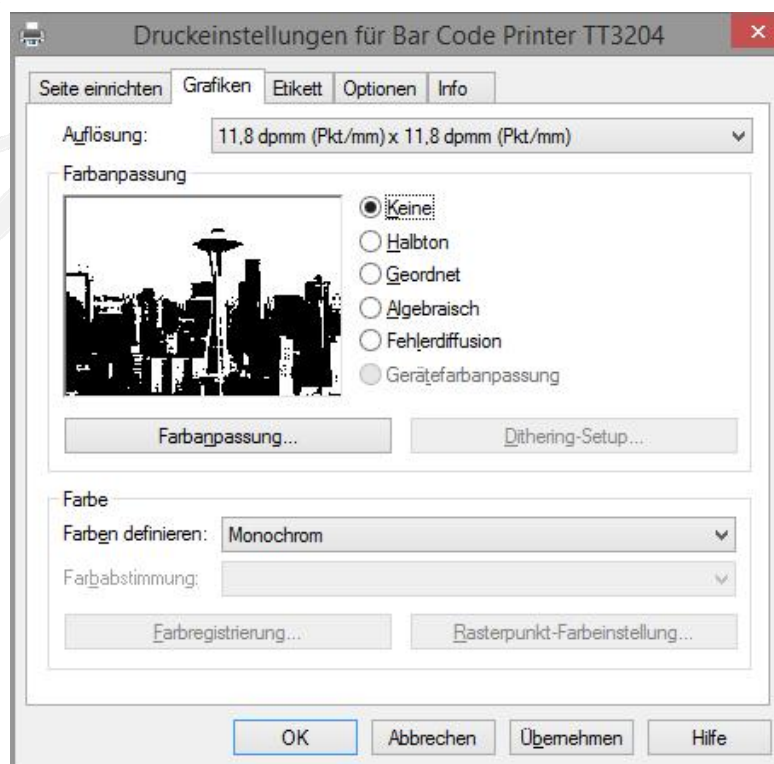 Druckeinstellungen für Bar Code Printer TT3204
Seite einrichten Grafiken Etikett Optionen Info
Auflösung: 11,8 dpmm (Pkt/mm) x 11,8 dpmm (Pkt/mm)
Farbanpassung
Keine
Halbton
Geordnet
Algebraisch
Fehlerdiffusion
Gerätefarbanpassung
Farbanpassung... Dithering-Setup...
Farbe
Farben definieren: Monochrom
Farbabstimmung:
Farbregistrierung... Rasterpunkt-Farbeinstellung...
OK Abbrechen Übernehmen Hilfe